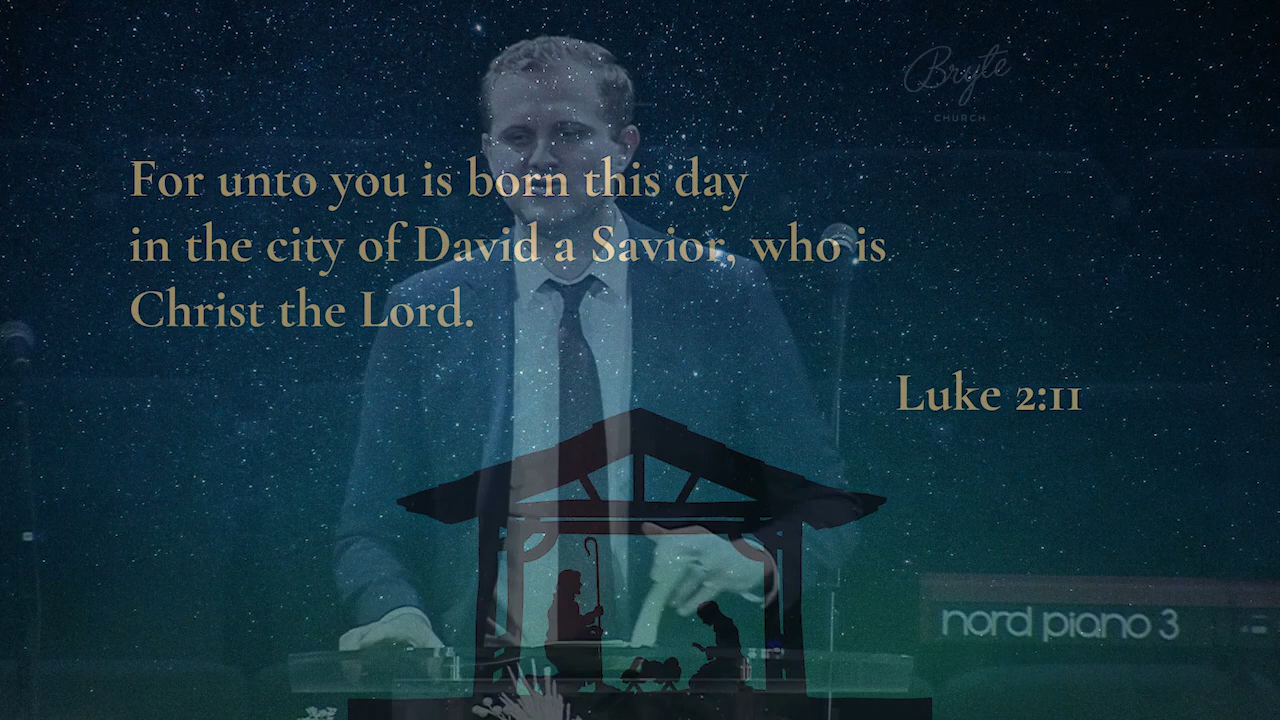 Bryte
CHURCH
For unto you is born this day
in the city of David a Savior, who is
Christ the Lord.
Luke 2:11
nord piano 3